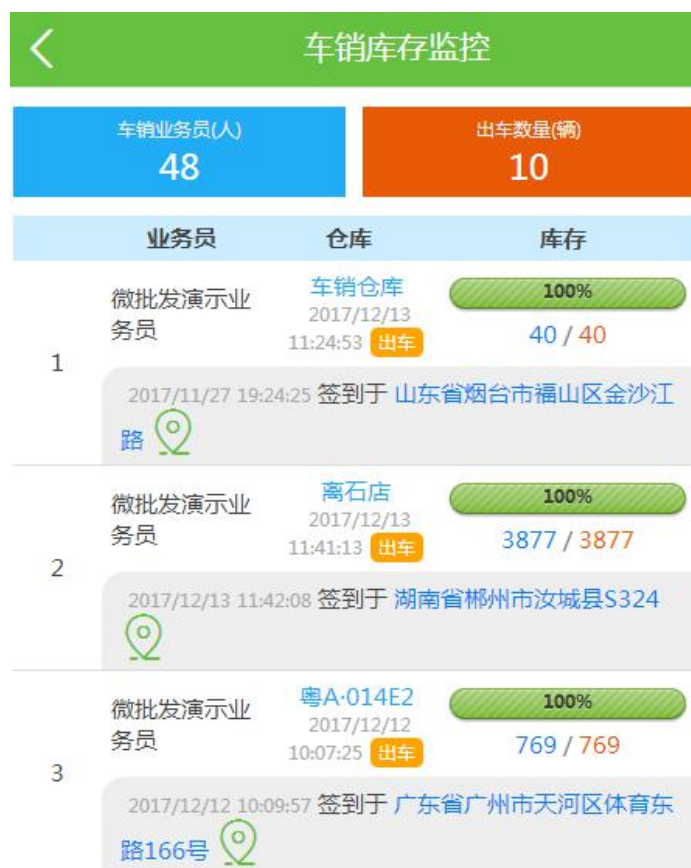 车销库存监控
车销业务员(人)
48
出车数量(辆)
10
业务员 仓库 库存
1
微批发演示业
务员
车销仓库
2017/12/13
11:24:53 出车
100%
40 / 40
2017/11/27 19:24:25 签到于 山东省烟台市福山区金沙江
路
2
微批发演示业
务员
离石店
2017/12/13
11:41:13 出车
100%
3877 / 3877
2017/12/13 11:42:08 签到于 湖南省郴州市汝城县S324
3
微批发演示业
务员
粤A·014E2
2017/12/12
10:07:25 出车
100%
769 / 769
2017/12/12 10:09:57 签到于 广东省广州市天河区体育东
路166号